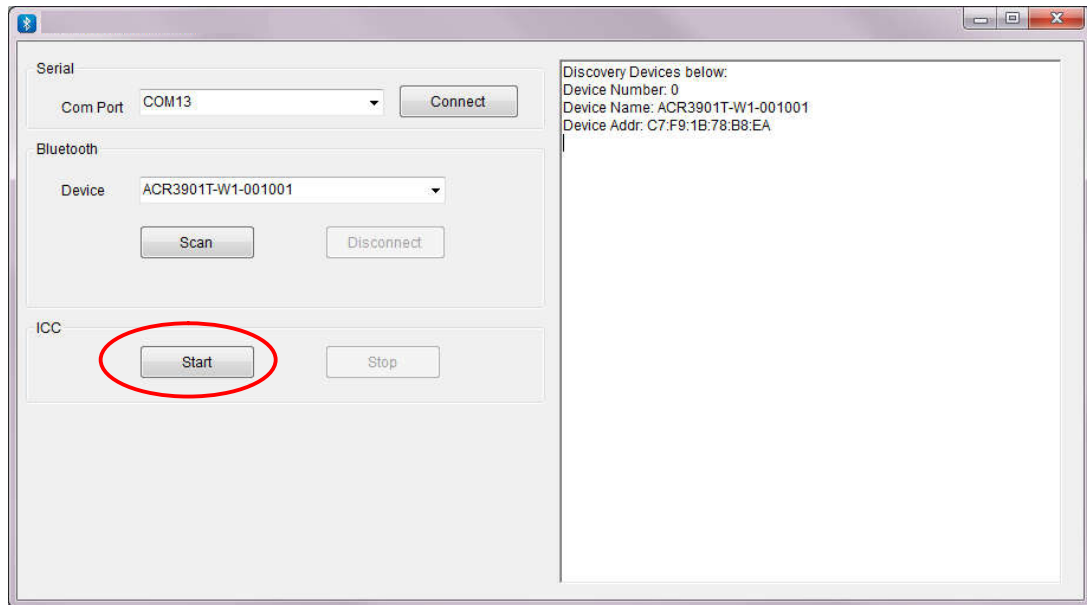 Serial
Com Port COM13 Connect
Bluetooth
Device ACR3901T-W1-001001
Scan Disconnect
ICC
Start Stop
Discovery Devices below:
Device Number: 0
Device Name: ACR3901T-W1-001001
Device Addr: C7:F9:1B:78:B8:EA